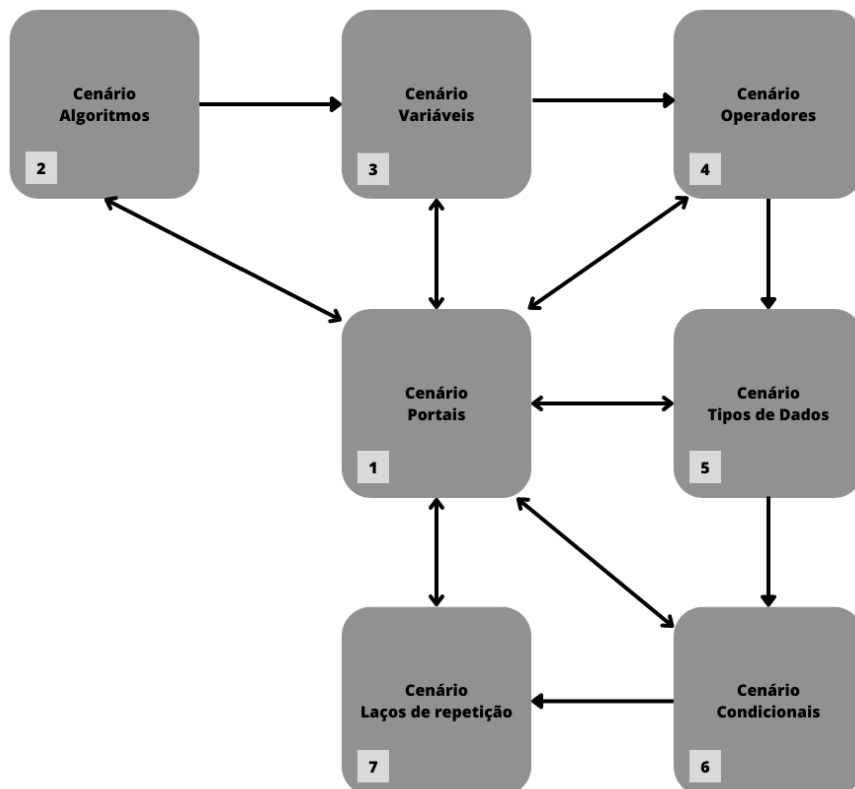 Cenário
Algoritmos
2
Cenário
Variáveis
3
Cenário
Operadores
4
Cenário
Portais
1
Cenário
Tipos de Dados
5
Cenário
Laços de repetição
7
Cenário
Condicionais
6